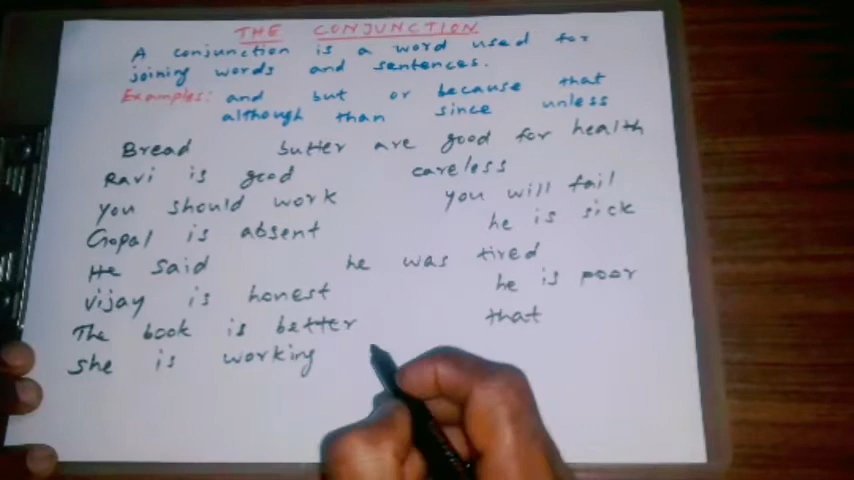 THE CONJUNCTION
A conjunction is a word used for
joining words and sentences.
Examples: and but or because that
although than since unless
Bread butter are good for health
Ravi is good careless
You should work you will fail
Gopal is absent he is sick
He said he was tired
Vijay is honest he is poor
The book is better that
She is working